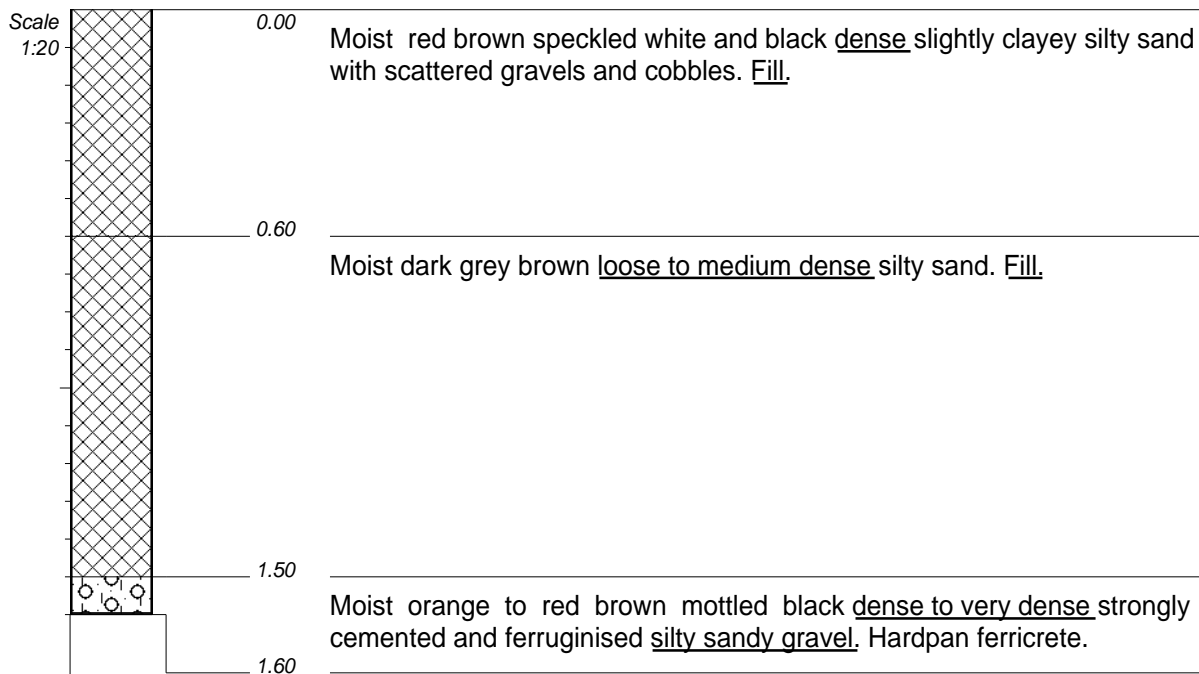 Scale
1:20
0.00
Moist red brown speckled white and black dense slightly clayey silty sand
with scattered gravels and cobbles. Fill.
0.60
Moist dark grey brown loose to medium dense silty sand. Fill.
1.50
Moist orange to red brown mottled black dense to very dense strongly
cemented and ferruginised silty sandy gravel. Hardpan ferricrete.
1.60